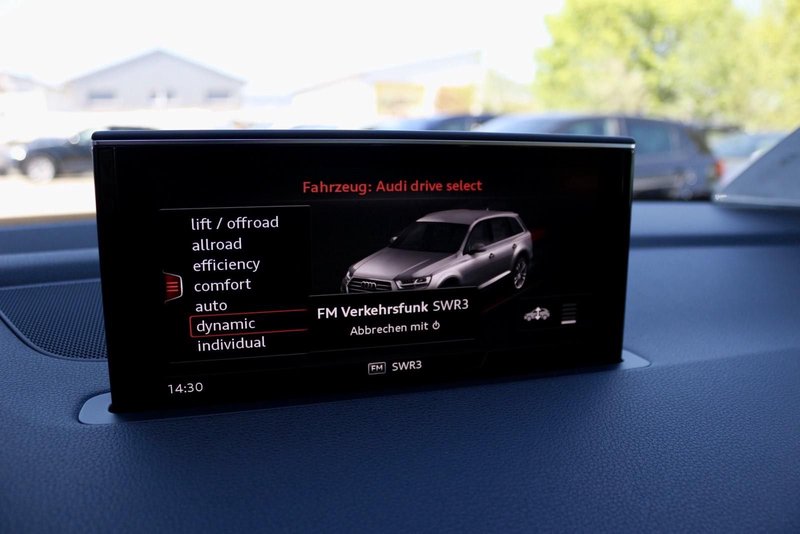 Fahrzeug: Audi drive select
lift / offroad
allroad
efficiency
comfort
auto
dynamic
individual
FM Verkehrsfunk SWR3
Abbrechen mit
FM SWR3
14:30